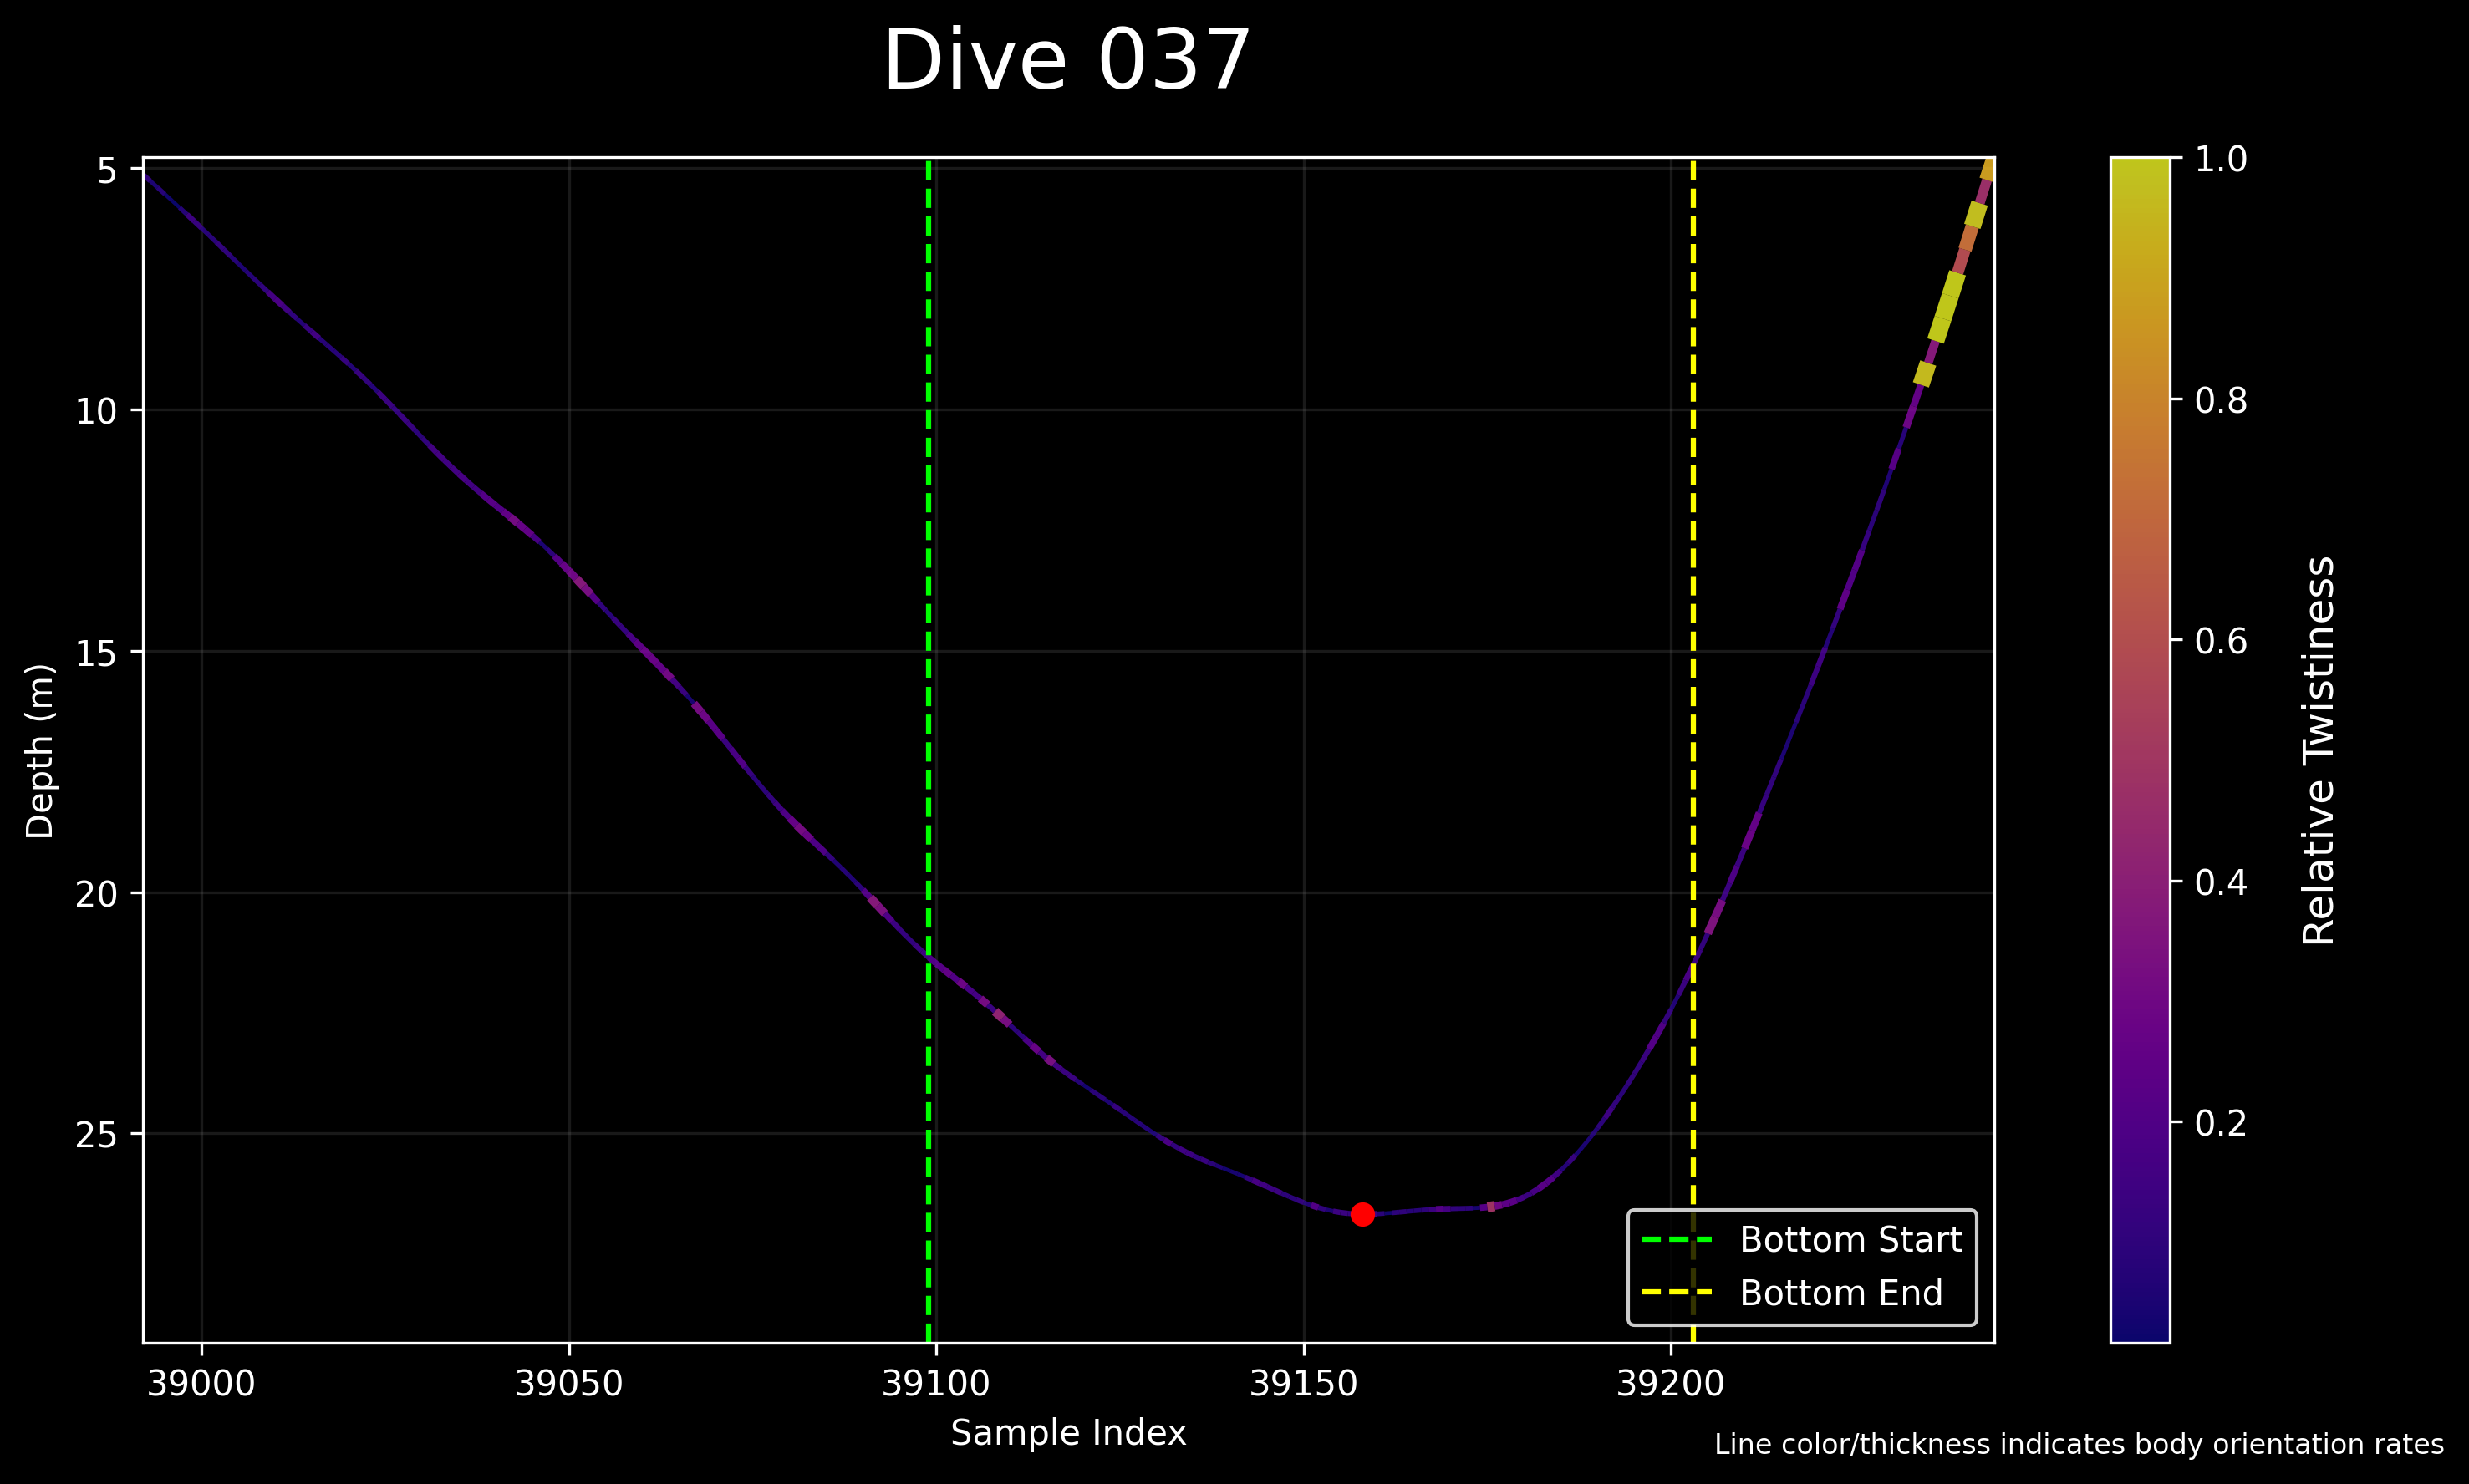 Dive 037
5
10
15
20
25
Depth (m)
39000
39050
39100
39150
39200
Sample Index
Bottom Start
Bottom End
1.0
0.8
0.6
0.4
0.2
Relative Twistiness
Line color/thickness indicates body orientation rates